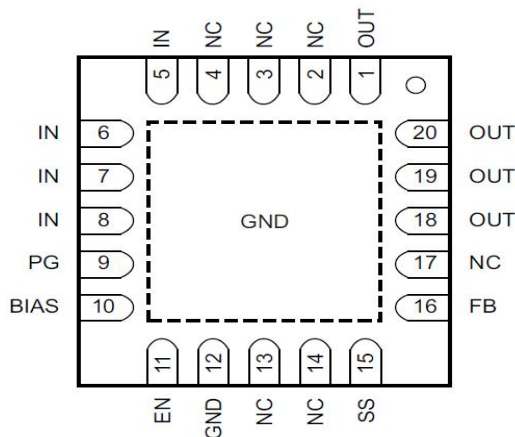 IN NC NC NC OUT
5 4 3 2 1
IN 6 20 OUT
IN 7 19 OUT
IN 8 GND 18 OUT
PG 9 17 NC
BIAS 10 16 FB
11 12 13 14 15
EN GND NC NC SS